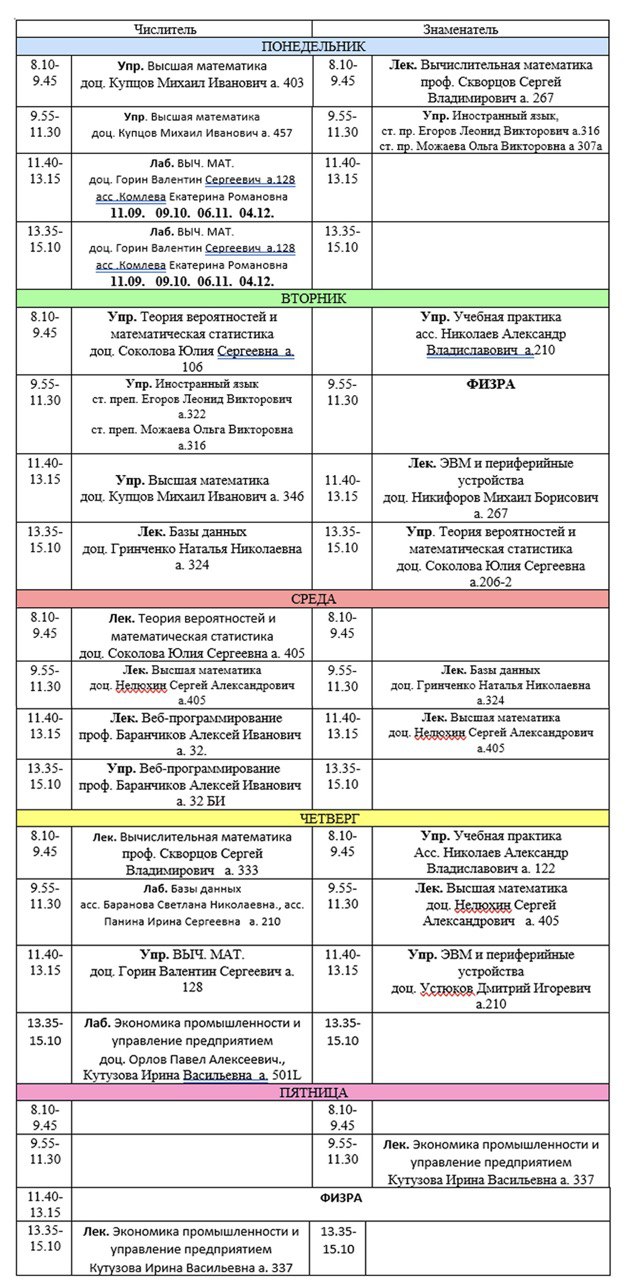 Числитель
Знаменатель
ПОНЕДЕЛЬНИК
8.10-
9.45
Упр. Высшая математика
доц. Купцов Михаил Иванович а. 403
8.10-
9.45
Лек. Вычислительная математика
проф. Скворцов Сергей
Владимирович а. 267
9.55-
11.30
Упр. Высшая математика
доц. Купцов Михаил Иванович а. 457
9.55-
11.30
Упр. Иностранный язык,
ст. пр. Егоров Леонид Викторович а.316
ст. пр. Можаева Ольга Викторовна а 307а
11.40-
13.15
Лаб. ВЫЧ. МАТ.
доц. Горин Валентин Сергеевич а.128
асс .Комлева Екатерина Романовна
11.09. 09.10. 06.11. 04.12.
11.40-
13.15
13.35-
15.10
Лаб. ВЫЧ. МАТ.
доц. Горин Валентин Сергеевич а.128
асс .Комлева Екатерина Романовна
11.09. 09.10. 06.11. 04.12.
13.35-
15.10
ВТОРНИК
8.10-
9.45
Упр. Теория вероятностей и
математическая статистика
доц. Соколова Юлия Сергеевна а.
106
Упр. Учебная практика
асс. Николаев Александр
Владиславович а.210
9.55-
11.30
Упр. Иностранный язык
ст. преп. Егоров Леонид Викторович
а.322
ст. преп. Можаева Ольга Викторовна
а.316
9.55-
11.30
ФИЗРА
11.40-
13.15
Упр. Высшая математика
доц. Купцов Михаил Иванович а. 346
11.40-
13.15
Лек. ЭВМ и периферийные
устройства
доц. Никифоров Михаил Борисович
а. 267
13.35-
15.10
Лек. Базы данных
доц. Гринченко Наталья Николаевна
а. 324
13.35-
15.10
Упр. Теория вероятностей и
математическая статистика
доц. Соколова Юлия Сергеевна
а.206-2
СРЕДА
8.10-
9.45
Лек. Теория вероятностей и
математическая статистика
доц. Соколова Юлия Сергеевна а. 405
8.10-
9.45
9.55-
11.30
Лек. Высшая математика
доц. Нелюхин Сергей Александрович
а.405
9.55-
11.30
Лек. Базы данных
доц. Гринченко Наталья Николаевна
а.324
11.40-
13.15
Лек. Веб-программирование
проф. Баранчиков Алексей Иванович
а. 32.
11.40-
13.15
Лек. Высшая математика
доц. Нелюхин Сергей Александрович
а.405
13.35-
15.10
Упр. Веб-программирование
проф. Баранчиков Алексей Иванович
а. 32 БИ
13.35-
15.10
ЧЕТВЕРГ
8.10-
9.45
Лек. Вычислительная математика
проф. Скворцов Сергей
Владимирович а. 333
8.10-
9.45
Упр. Учебная практика
Асс. Николаев Александр
Владиславович а. 122
9.55-
11.30
Лаб. Базы данных
асс. Баранова Светлана Николаевна., асс.
Панина Ирина Сергеевна а. 210
9.55-
11.30
Лек. Высшая математика
доц. Нелюхин Сергей
Александрович а. 405
11.40-
13.15
Упр. ВЫЧ. МАТ.
доц. Горин Валентин Сергеевич а.
128
11.40-
13.15
Упр. ЭВМ и периферийные
устройства
доц. Устюков Дмитрий Игоревич
а.210
13.35-
15.10
Лаб. Экономика промышленности и
управление предприятием
доц. Орлов Павел Алексеевич.,
Кутузова Ирина Васильевна а. 501L
13.35-
15.10
ПЯТНИЦА
8.10-
9.45
8.10-
9.45
9.55-
11.30
9.55-
11.30
Лек. Экономика промышленности и
управление предприятием
Кутузова Ирина Васильевна а. 337
11.40-
13.15
ФИЗРА
13.35-
15.10
Лек. Экономика промышленности и
управление предприятием
Кутузова Ирина Васильевна а. 337
13.35-
15.10